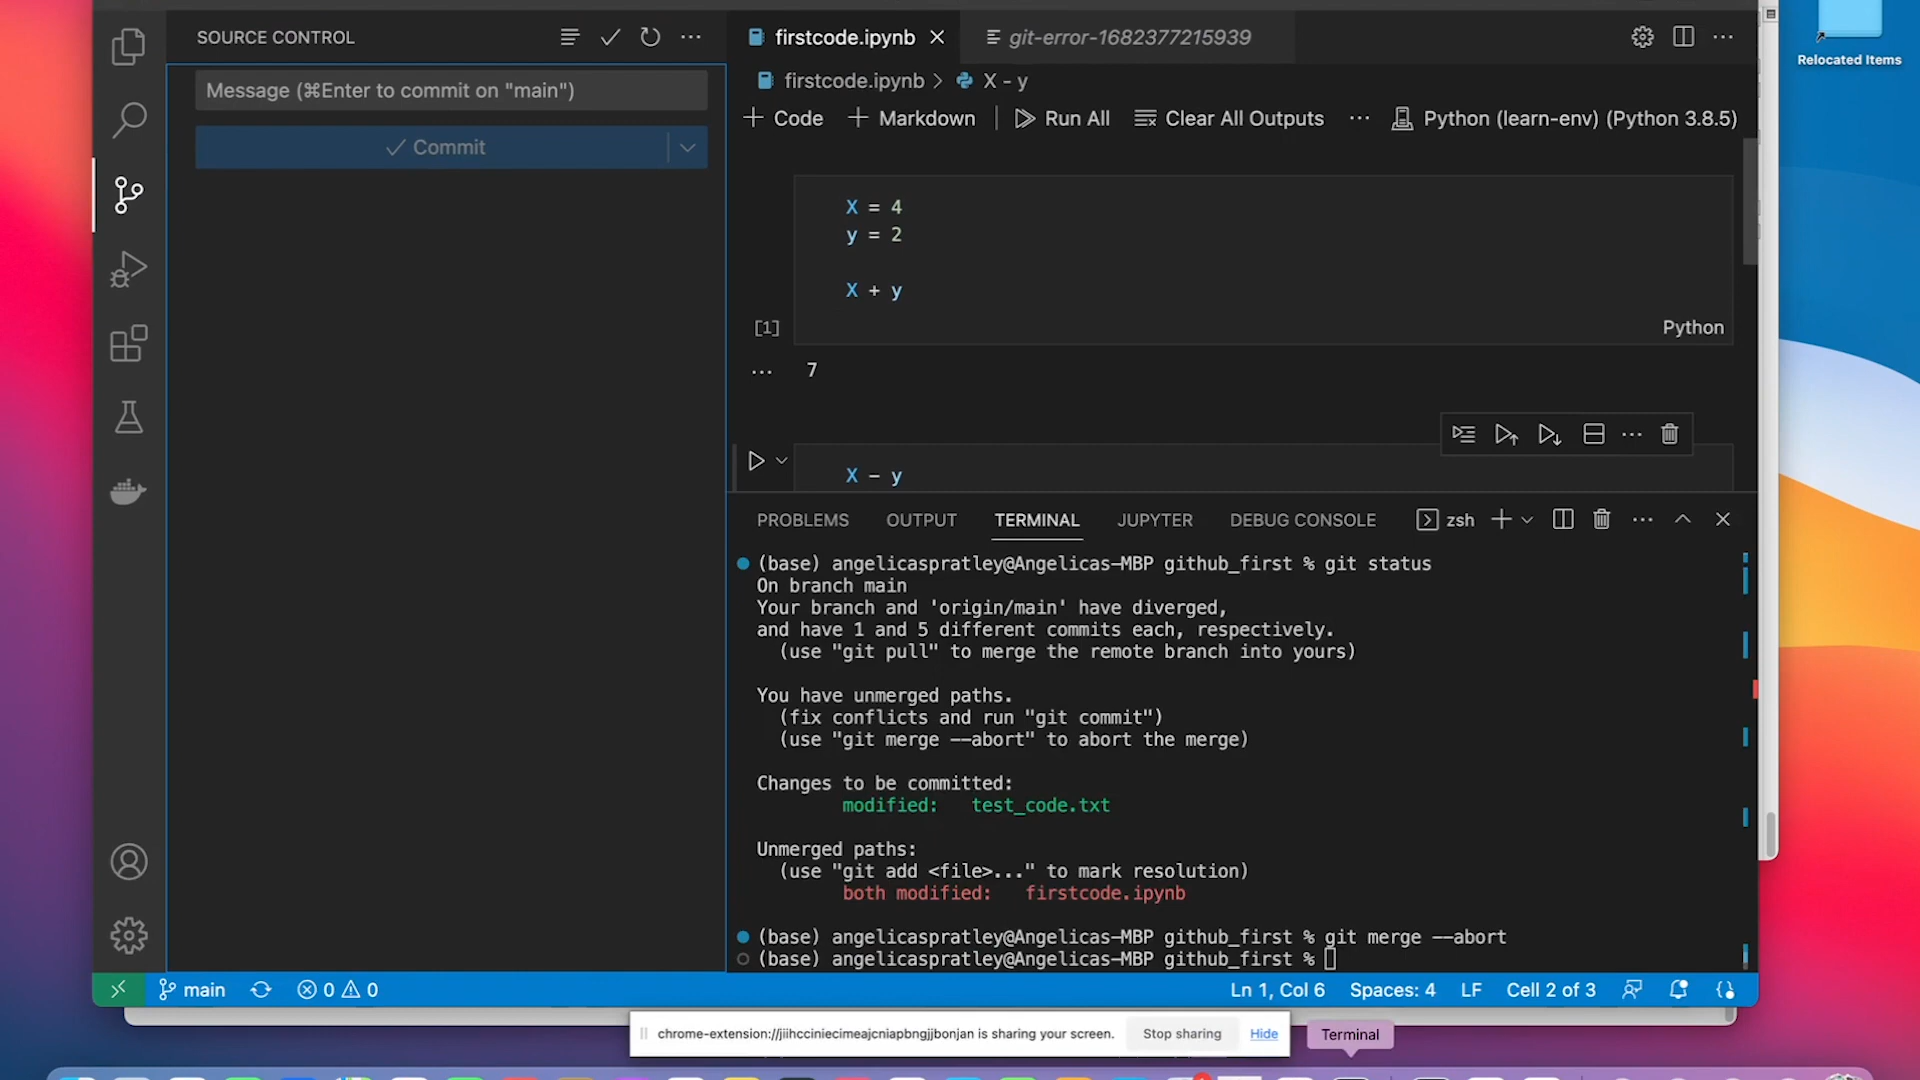 Relocated Items
SOURCE CONTROL
firstcode.ipynb
git-error-1682377215939
Message (⌘Enter to commit on "main")
Commit
firstcode.ipynb > X - y
+ Code + Markdown Run All Clear All Outputs ... Python (learn-env) (Python 3.8.5)
X = 4
y = 2
X + y
[1]
Python
... 7
X - y
PROBLEMS OUTPUT TERMINAL JUPYTER DEBUG CONSOLE zsh
(base) angelicaspratley@Angelicas-MBP github_first % git status
On branch main
Your branch and 'origin/main' have diverged,
and have 1 and 5 different commits each, respectively.
(use "git pull" to merge the remote branch into yours)
You have unmerged paths.
(fix conflicts and run "git commit")
(use "git merge --abort" to abort the merge)
Changes to be committed:
modified: test_code.txt
Unmerged paths:
(use "git add <file>..." to mark resolution)
both modified: firstcode.ipynb
(base) angelicaspratley@Angelicas-MBP github_first % git merge --abort
(base) angelicaspratley@Angelicas-MBP github_first %
main 0 0 Ln 1, Col 6 Spaces: 4 LF Cell 2 of 3
chrome-extension://jiihcciniecimeajcniapbngjjbonjan is sharing your screen. Stop sharing Hide
Terminal